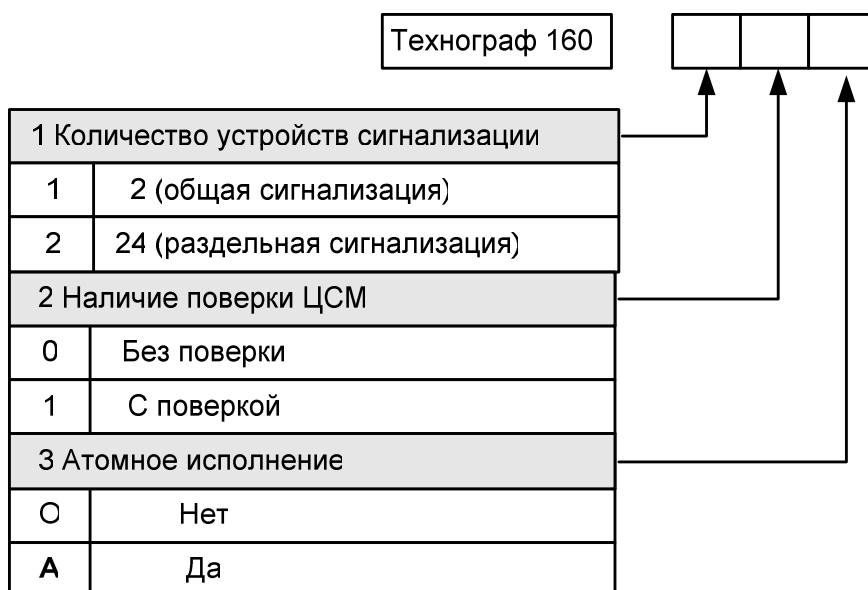 Технограф 160
1 Количество устройств сигнализации
1 2 (общая сигнализация)
2 24 (раздельная сигнализация)
2 Наличие поверки ЦСМ
0 Без поверки
1 С поверкой
3 Атомное исполнение
О Нет
А Да